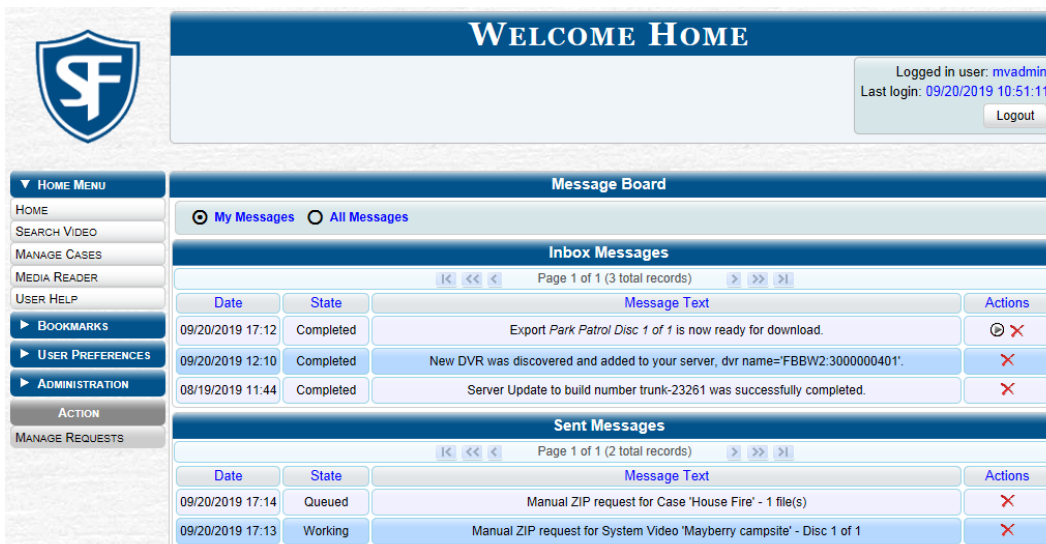 WELCOME HOME
SF
Logged in user: mvadmin
Last login: 09/20/2019 10:51:11
Logout
HOME MENU
HOME
SEARCH VIDEO
MANAGE CASES
MEDIA READER
USER HELP
BOOKMARKS
USER PREFERENCES
ADMINISTRATION
ACTION
MANAGE REQUESTS
Message Board
My Messages All Messages
Inbox Messages
Page 1 of 1 (3 total records)
Date State Message Text Actions
09/20/2019 17:12 Completed Export Park Patrol Disc 1 of 1 is now ready for download.
09/20/2019 12:10 Completed New DVR was discovered and added to your server, dvr name='FBBW2:3000000401'.
08/19/2019 11:44 Completed Server Update to build number trunk-23261 was successfully completed.
Sent Messages
Page 1 of 1 (2 total records)
Date State Message Text Actions
09/20/2019 17:14 Queued Manual ZIP request for Case 'House Fire' - 1 file(s)
09/20/2019 17:13 Working Manual ZIP request for System Video 'Mayberry campsite' - Disc 1 of 1